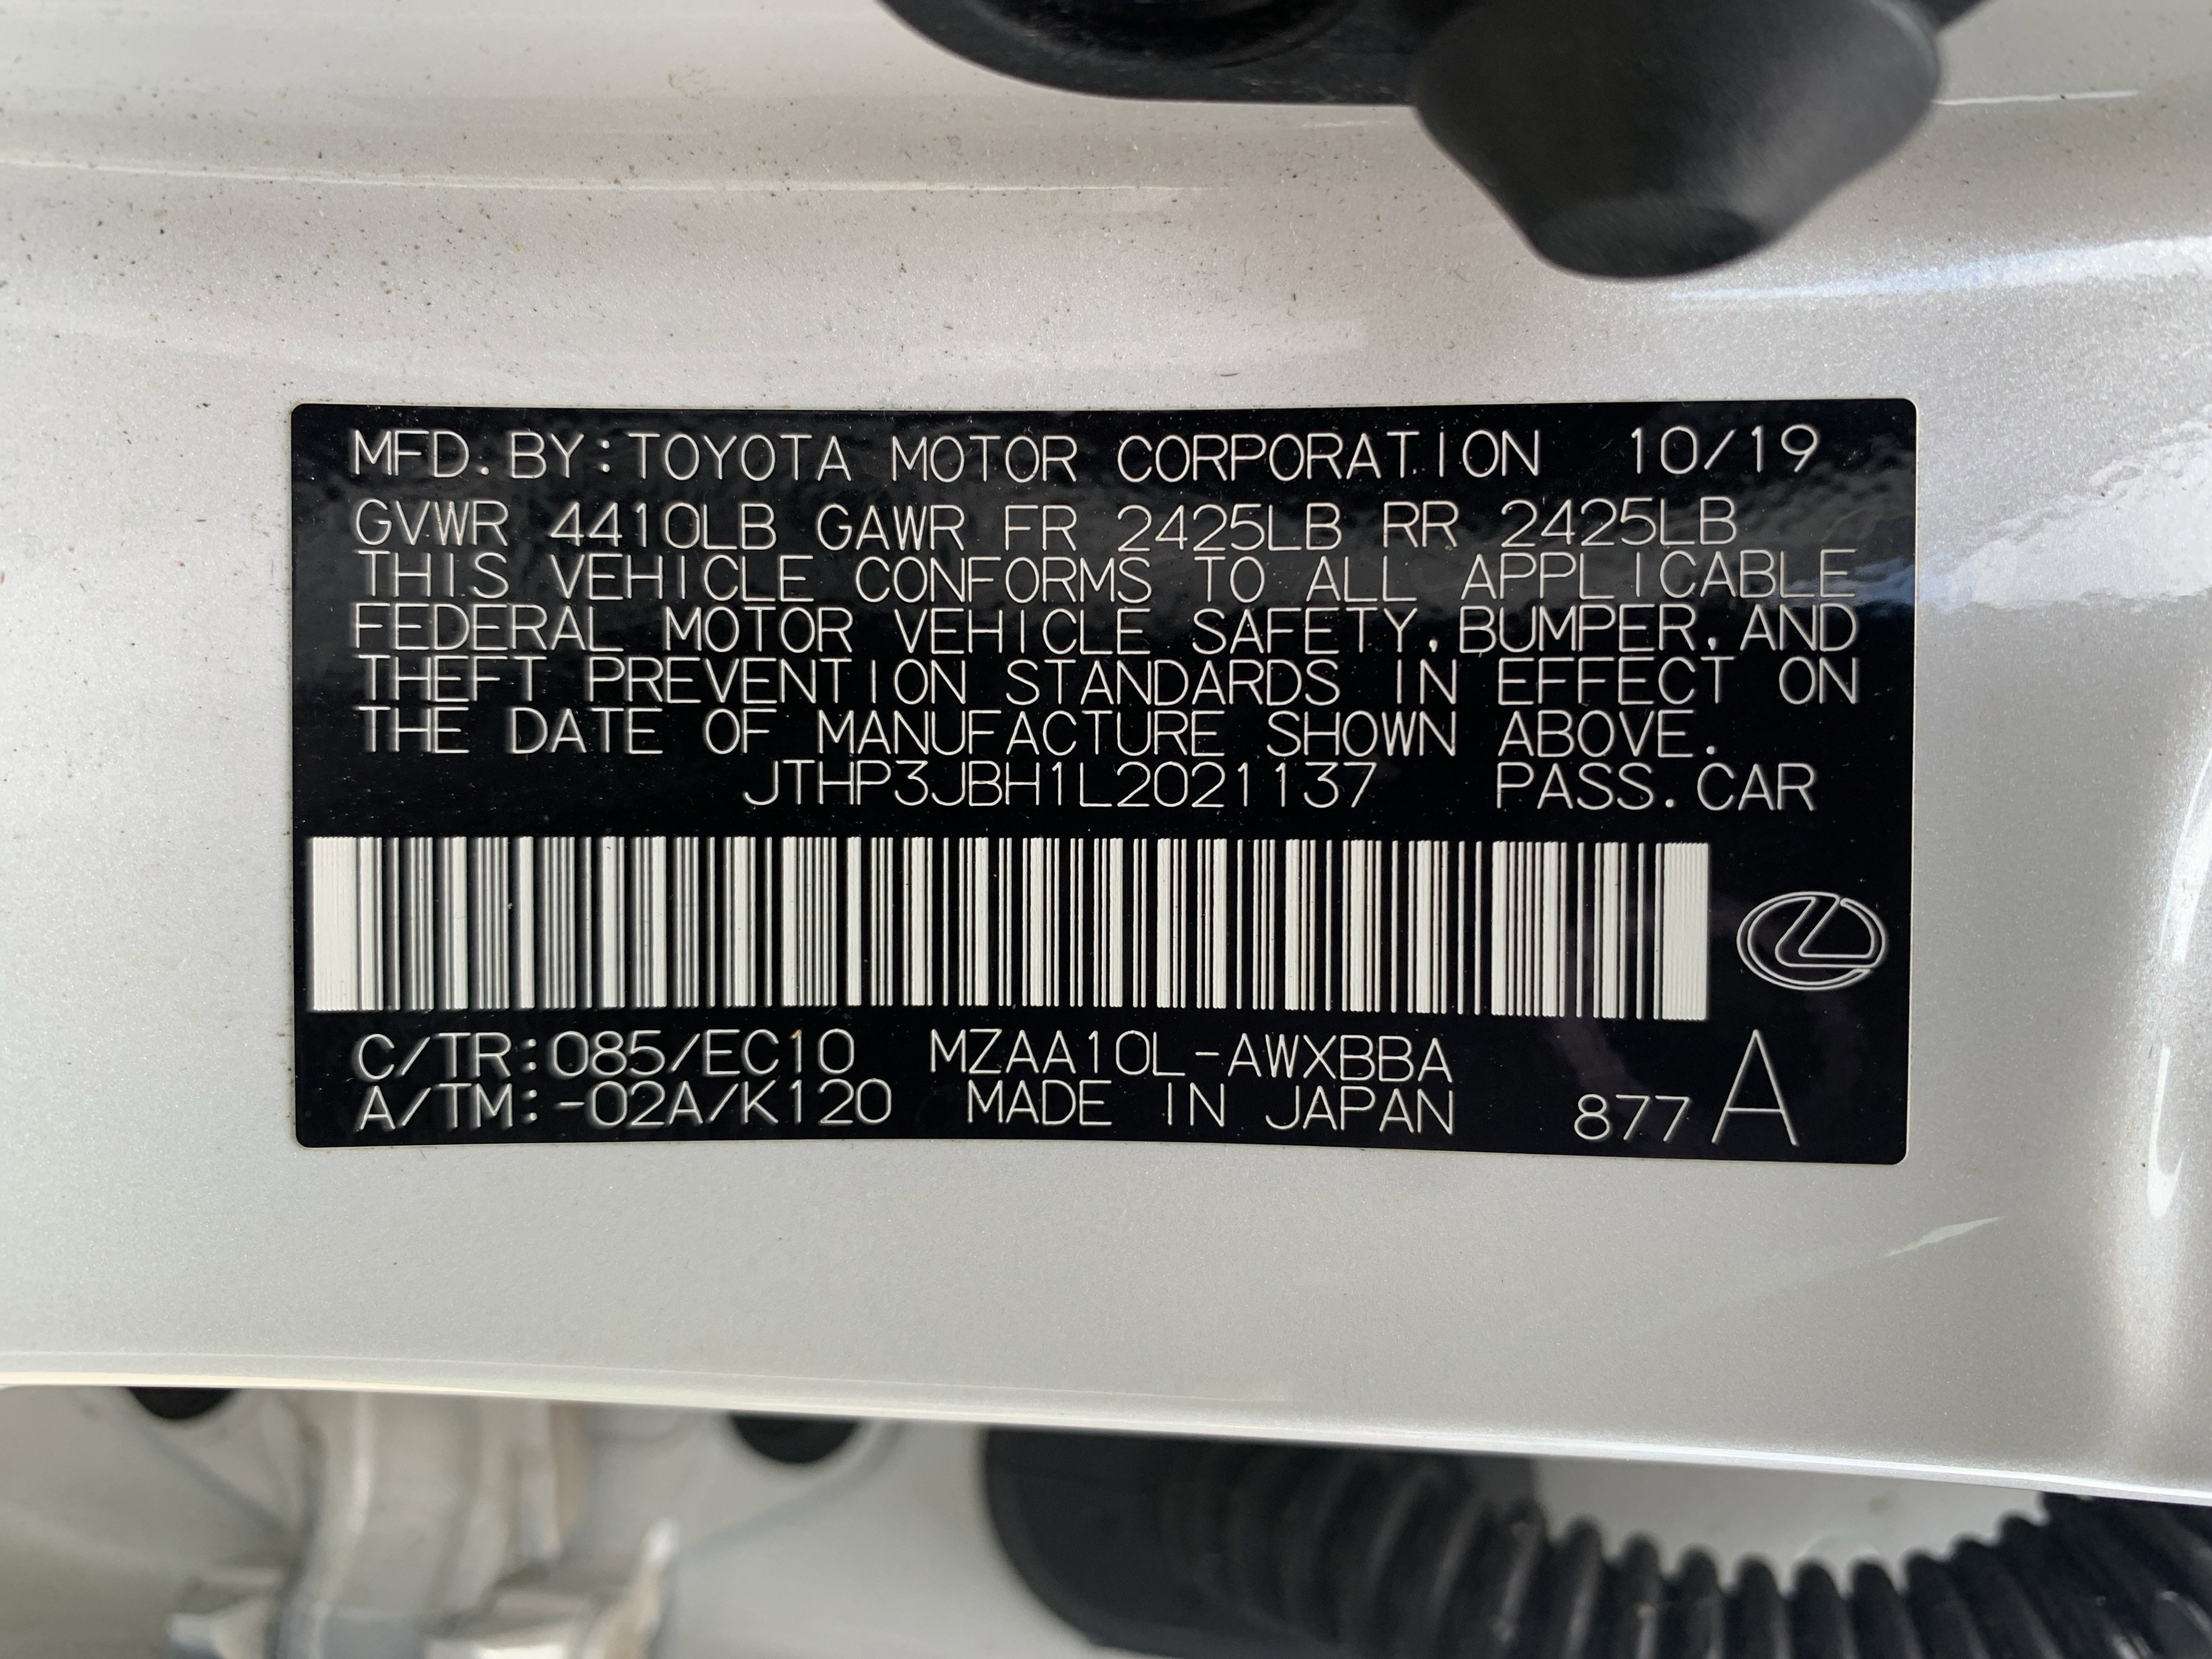 MFD. BY: TOYOTA MOTOR CORPORATION 10/19
GVWR 4410LB GAWR FR 2425LB RR 2425LB
THIS VEHICLE CONFORMS TO ALL APPLICABLE
FEDERAL MOTOR VEHICLE SAFETY, BUMPER, AND
THEFT PREVENTION STANDARDS IN EFFECT ON
THE DATE OF MANUFACTURE SHOWN ABOVE.
JTHP3JBH1L2021137 PASS. CAR
C/TR: 085/EC10 MZAA10L-AWXBBA
A/TM: -02A/K120 MADE IN JAPAN 877 A